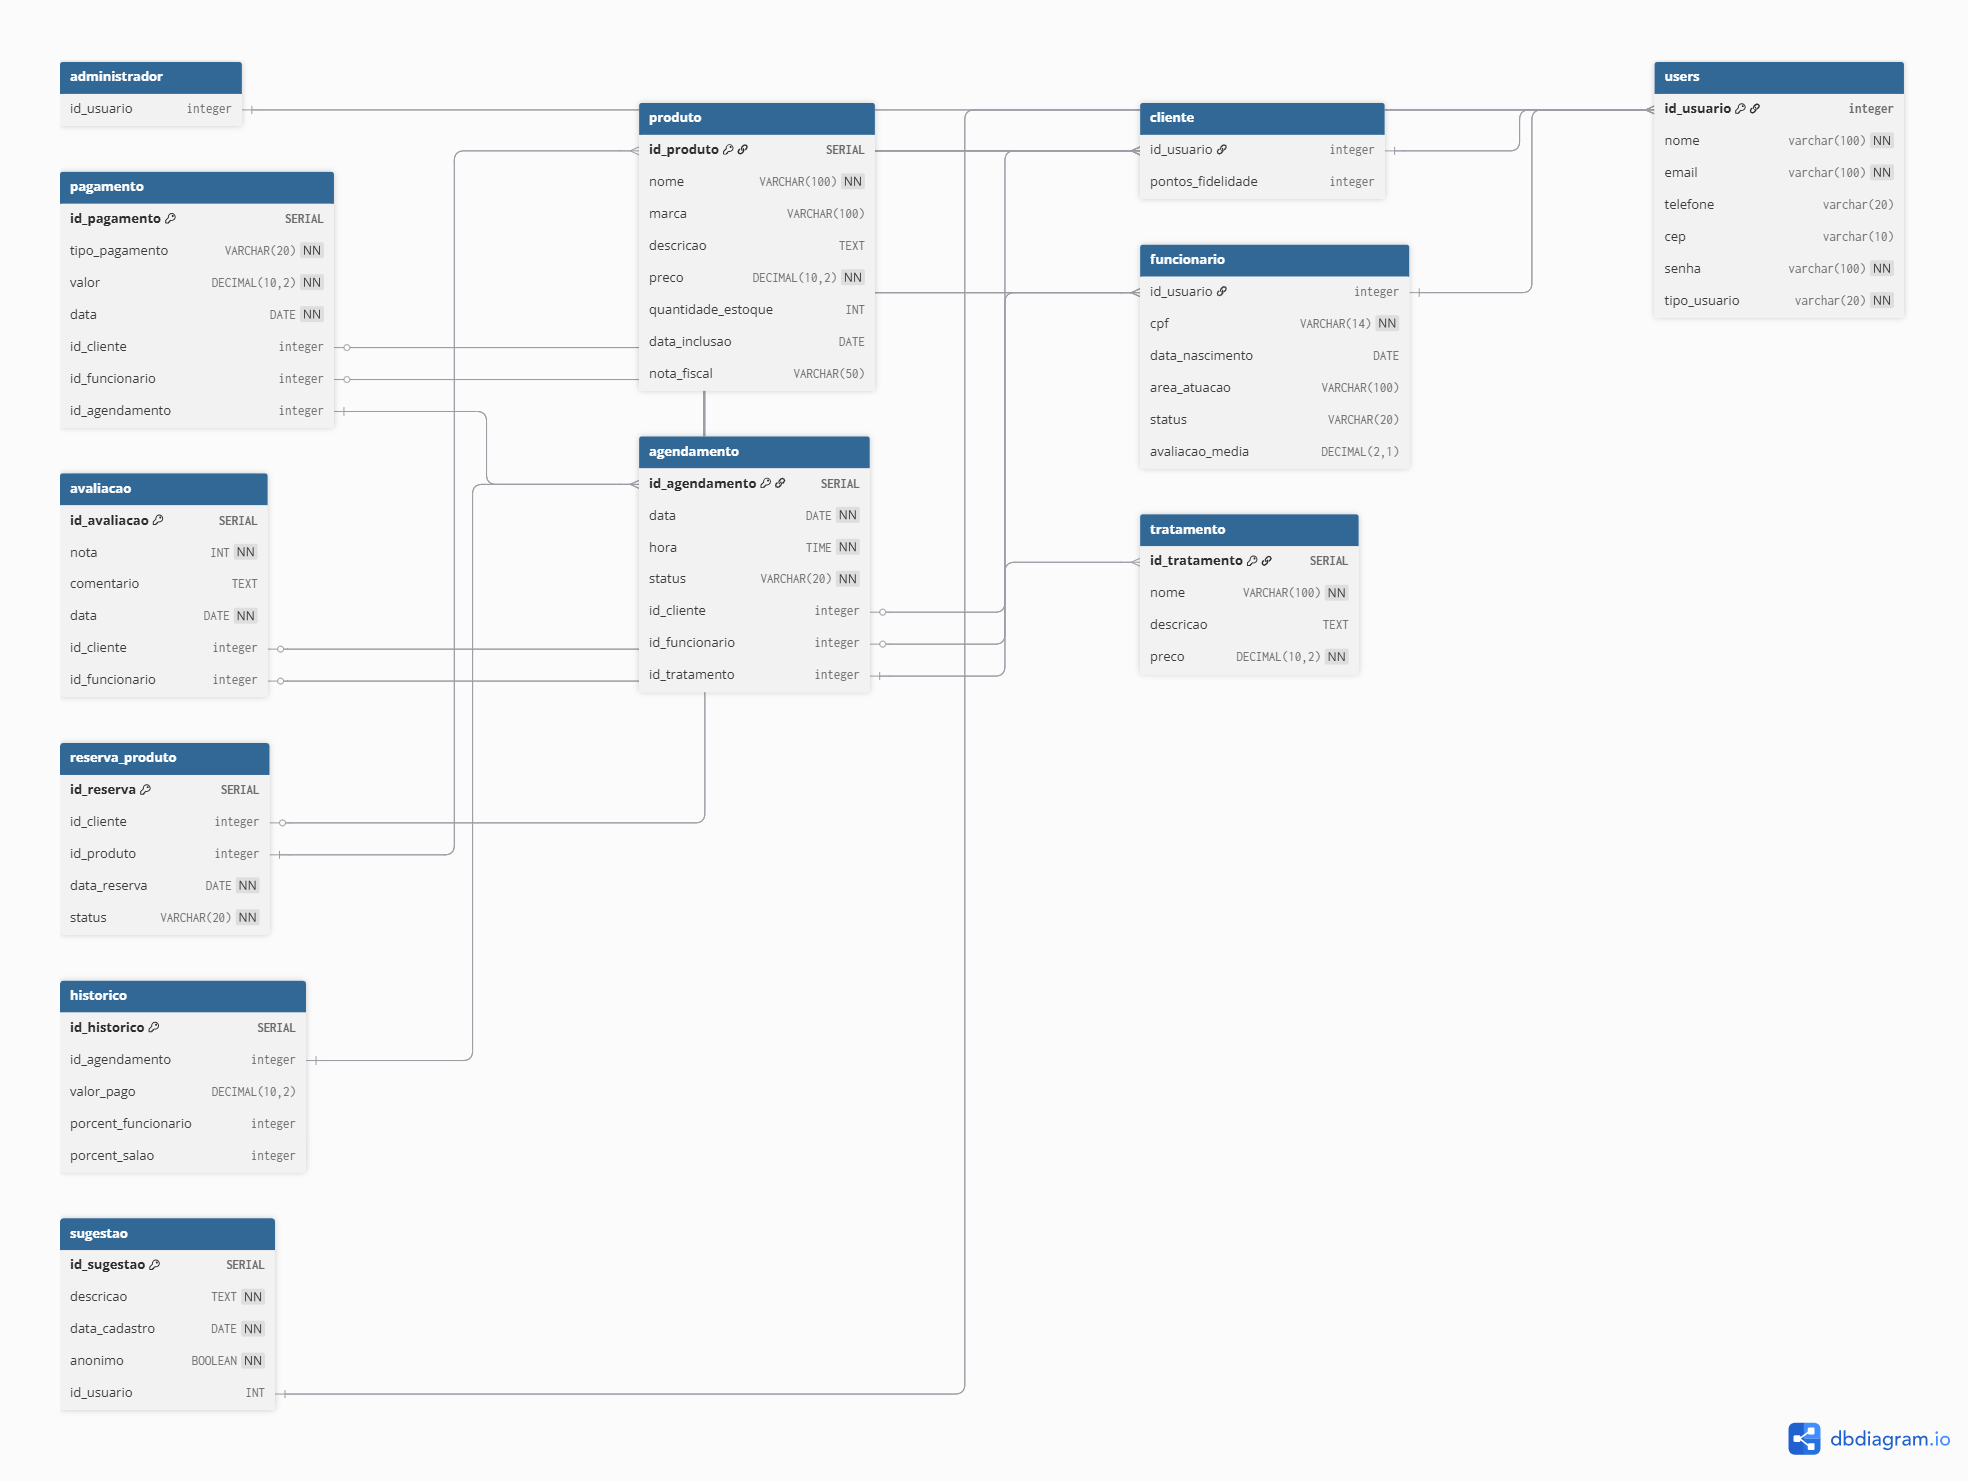 administrador
id_usuario integer
pagamento
id_pagamento SERIAL
tipo_pagamento VARCHAR(20) NN
valor DECIMAL(10,2) NN
data DATE NN
id_cliente integer
id_funcionario integer
id_agendamento integer
avaliacao
id_avaliacao SERIAL
nota INT NN
comentario TEXT
data DATE NN
id_cliente integer
id_funcionario integer
reserva_produto
id_reserva SERIAL
id_cliente integer
id_produto integer
data_reserva DATE NN
status VARCHAR(20) NN
historico
id_historico SERIAL
id_agendamento integer
valor_pago DECIMAL(10,2)
porcent_funcionario integer
porcent_salao integer
sugestao
id_sugestao SERIAL
descricao TEXT NN
data_cadastro DATE NN
anonimo BOOLEAN NN
id_usuario INT
produto
id_produto SERIAL
nome VARCHAR(100) NN
marca VARCHAR(100)
descricao TEXT
preco DECIMAL(10,2) NN
quantidade_estoque INT
data_inclusao DATE
nota_fiscal VARCHAR(50)
agendamento
id_agendamento SERIAL
data DATE NN
hora TIME NN
status VARCHAR(20) NN
id_cliente integer
id_funcionario integer
id_tratamento integer
cliente
id_usuario integer
pontos_fidelidade integer
funcionario
id_usuario integer
cpf VARCHAR(14) NN
data_nascimento DATE
area_atuacao VARCHAR(100)
status VARCHAR(20)
avaliacao_media DECIMAL(2,1)
tratamento
id_tratamento SERIAL
nome VARCHAR(100) NN
descricao TEXT
preco DECIMAL(10,2) NN
users
id_usuario integer
nome varchar(100) NN
email varchar(100) NN
telefone varchar(20)
cep varchar(10)
senha varchar(100) NN
tipo_usuario varchar(20) NN
dbdiagram.io